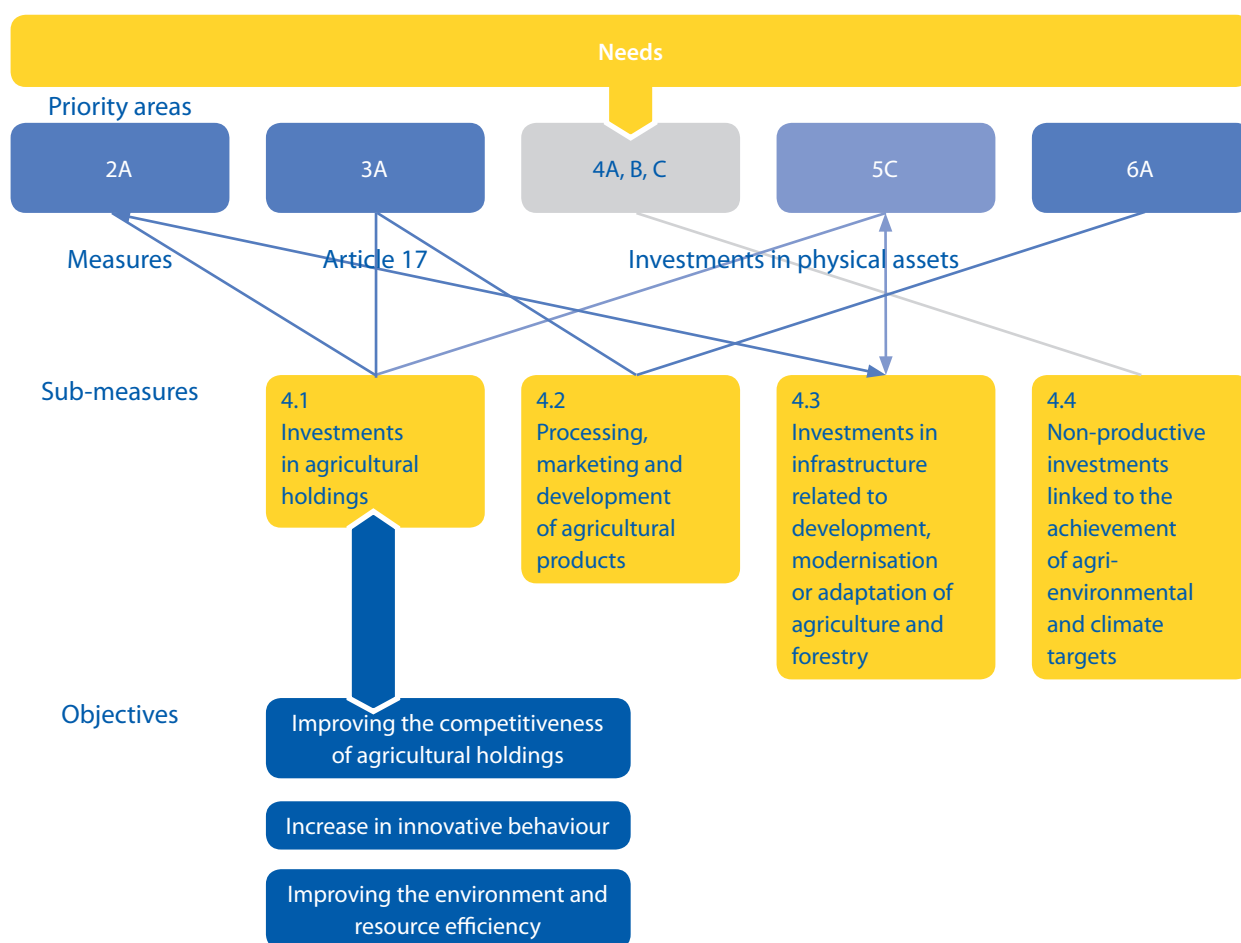 Needs
Priority areas
2A
3A
4A, B, C
5C
6A
Measures
Article 17
Investments in physical assets
Sub-measures
4.1
Investments
in agricultural
holdings
4.2
Processing,
marketing and
development
of agricultural
products
4.3
Investments in
infrastructure
related to
development,
modernisation
or adaptation of
agriculture and
forestry
4.4
Non-productive
investments
linked to the
achievement
of agri-
environmental
and climate
targets
Objectives
Improving the competitiveness
of agricultural holdings
Increase in innovative behaviour
Improving the environment and
resource efficiency